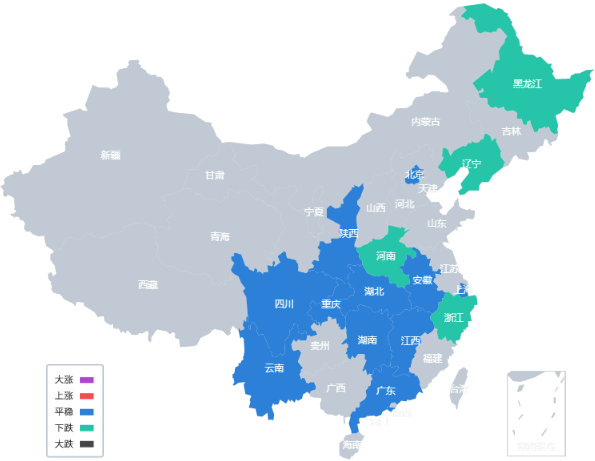 黑龙江
内蒙古
吉林
新疆
辽宁
甘肃
北京
天津
宁夏
山西
河北
山东
陕西
青海
河南
江苏
西藏
安徽
上海
四川
重庆
湖北
浙江
湖南
江西
贵州
福建
云南
广西
广东
台湾
海南
大涨
上涨
平稳
下跌
大跌